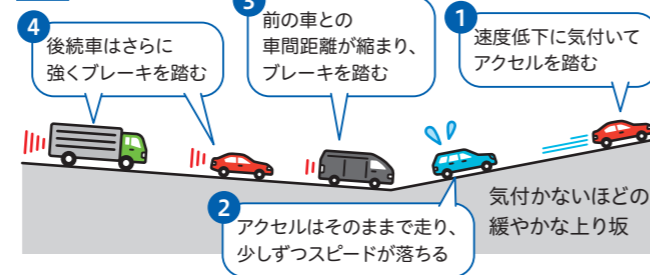 1
速度低下に気付いて
アクセルを踏む
2
アクセルはそのままで走り、
少しずつスピードが落ちる
3
前の車との
車間距離が縮まり、
ブレーキを踏む
4
後続車はさらに
強くブレーキを踏む
気付かないほどの
緩やかな上り坂